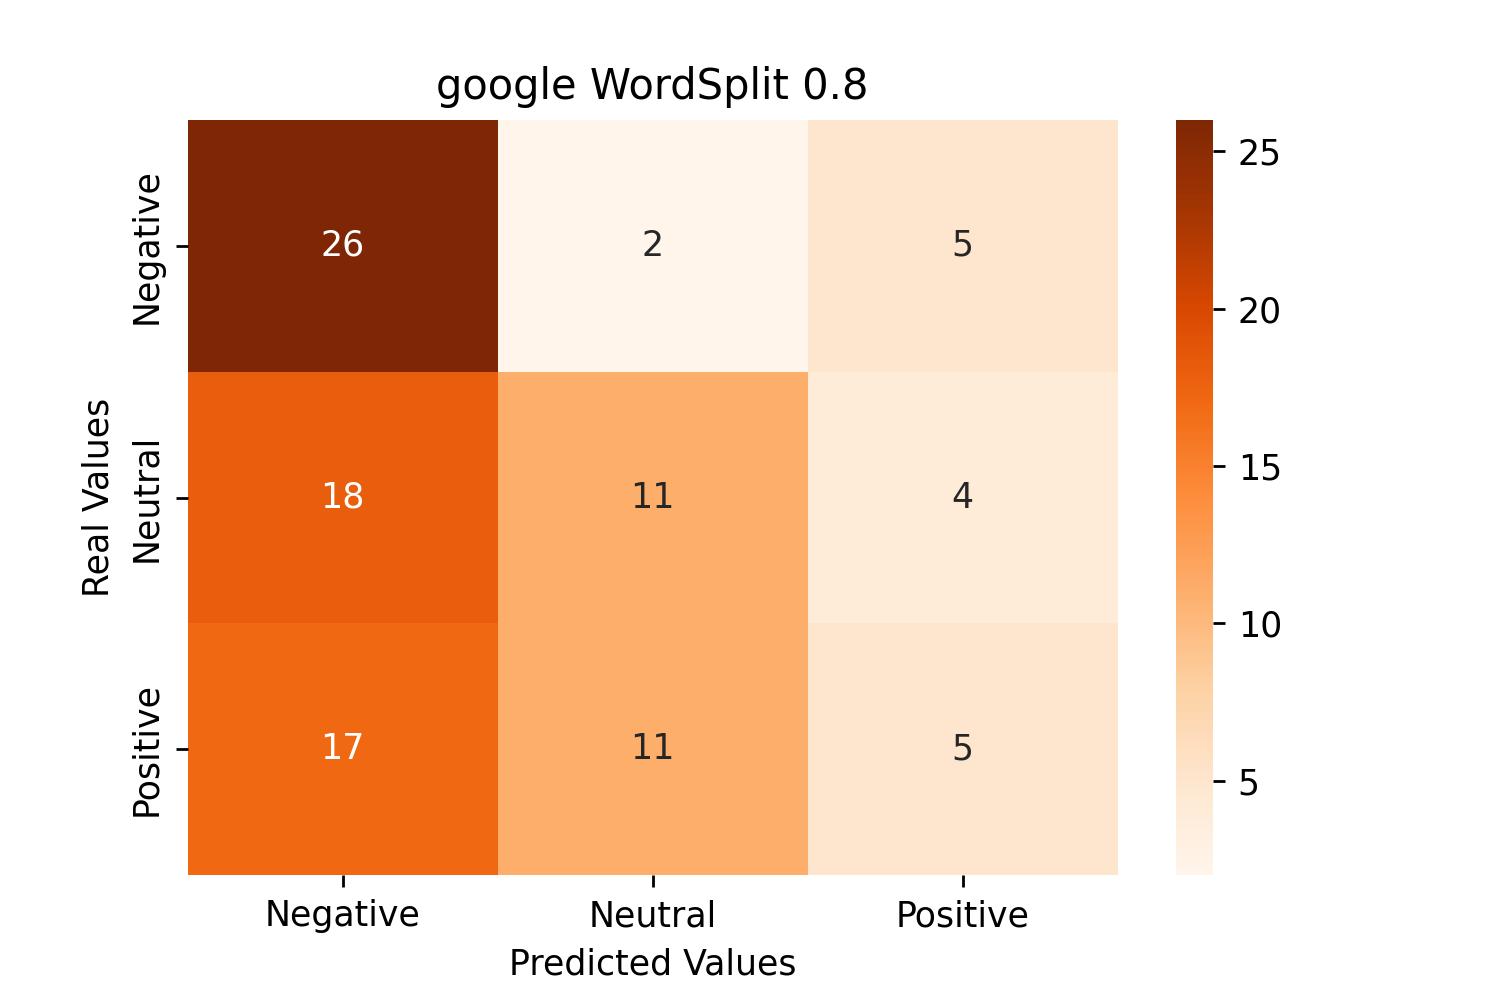 google WordSplit 0.8
Real Values
Negative
26
2
5
Neutral
18
11
4
Positive
17
11
5
Negative
Neutral
Positive
Predicted Values
25
20
15
10
5